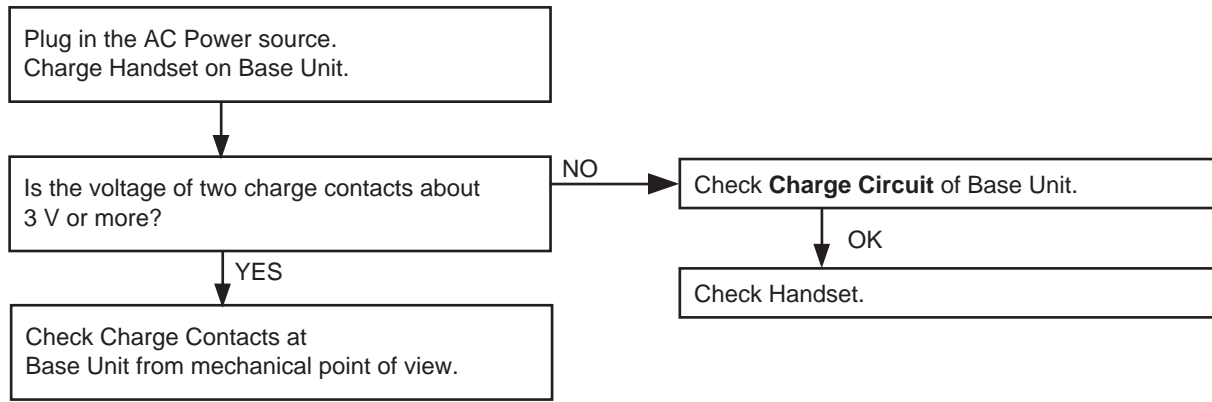 Plug in the AC Power source.
Charge Handset on Base Unit.
Is the voltage of two charge contacts about
3 V or more?
NO
Check Charge Circuit of Base Unit.
OK
Check Handset.
YES
Check Charge Contacts at
Base Unit from mechanical point of view.